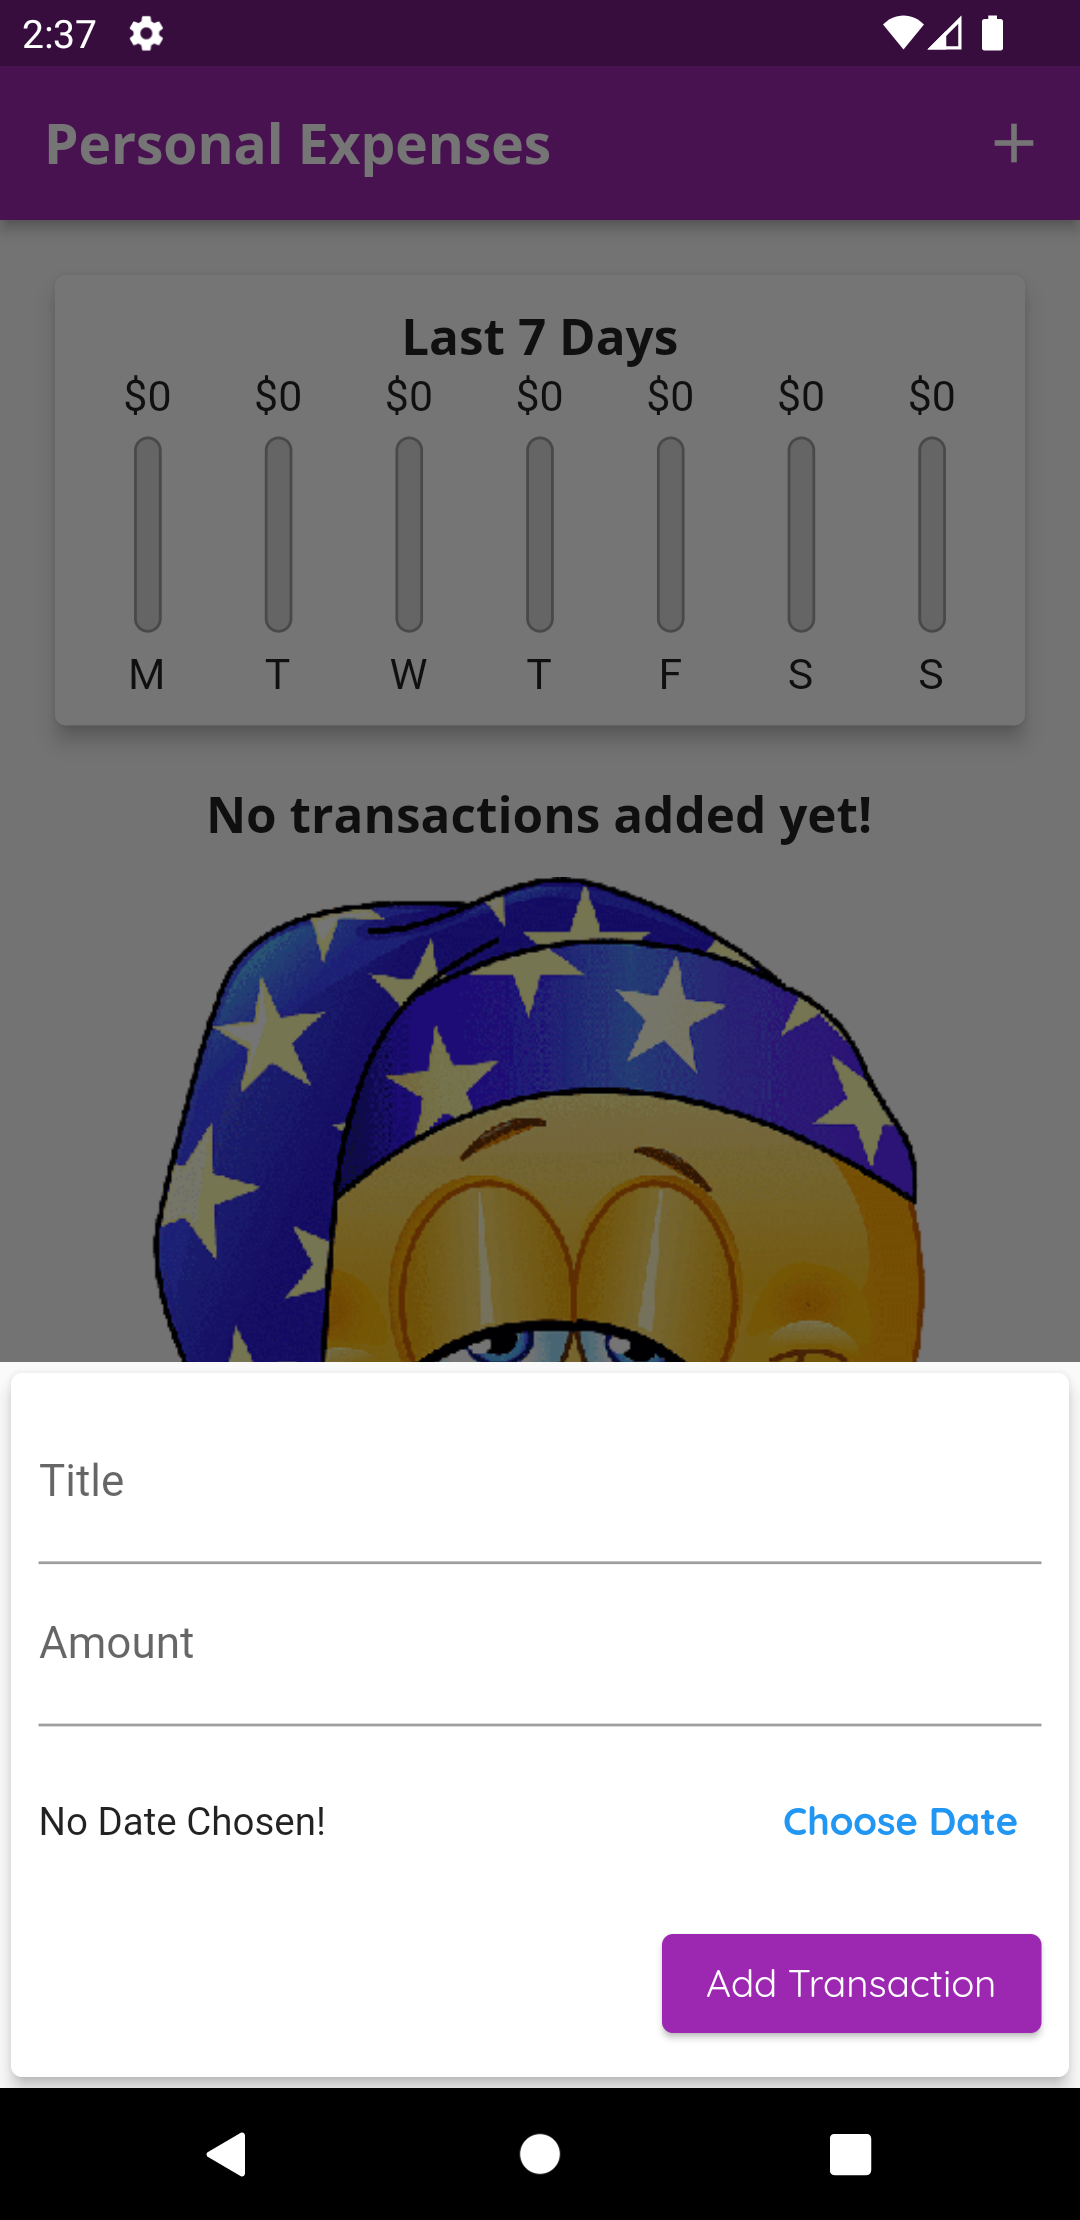 2:37
Personal Expenses
Last 7 Days
$0 $0 $0 $0 $0 $0 $0
M T W T F S S
No transactions added yet!
Title
Amount
No Date Chosen! Choose Date
Add Transaction